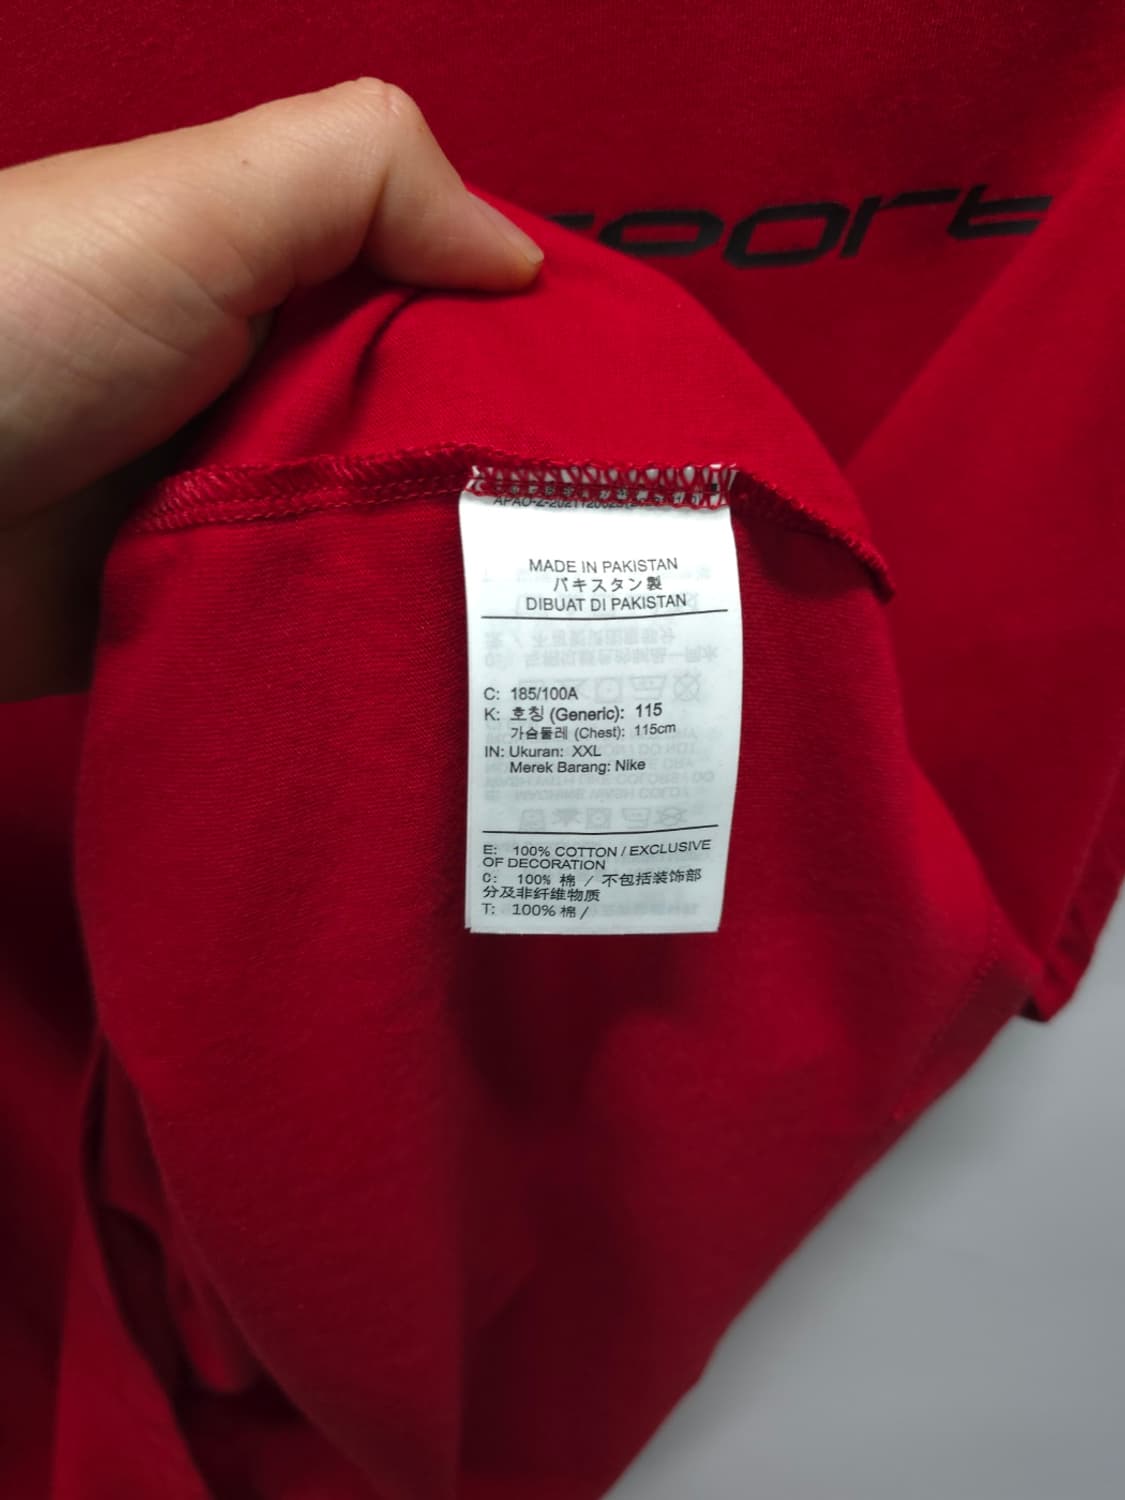 port
MADE IN PAKISTAN
パキスタン製
DIBUAT DI PAKISTAN
C: 185/100A
K: 호칭 (Generic): 115
가슴둘레 (Chest): 115cm
IN: Ukuran: XXL
Merek Barang: Nike
E: 100% COTTON / EXCLUSIVE
OF DECORATION
C: 100% 棉 / 不包括装饰部
分及非纤维物质
T: 100% 棉 /